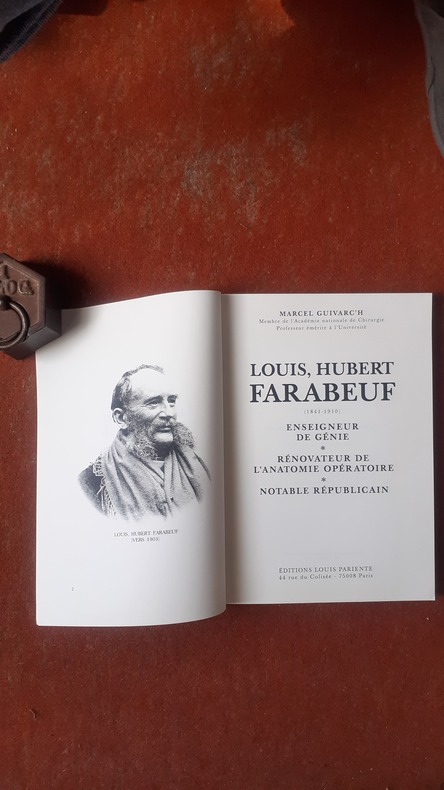 LOUIS, HUBERT FARABEUF
(VERS 1903)
2
MARCEL GUIVARC'H
Membre de l'Académie nationale de Chirurgie
Professeur émérite à l'Université
LOUIS, HUBERT
FARABEUF
(1841-1910)
ENSEIGNEUR
DE GÉNIE
*
RÉNOVATEUR DE
L'ANATOMIE OPÉRATOIRE
*
NOTABLE RÉPUBLICAIN
ÉDITIONS LOUIS PARIENTE
44 rue du Colisée - 75008 Paris